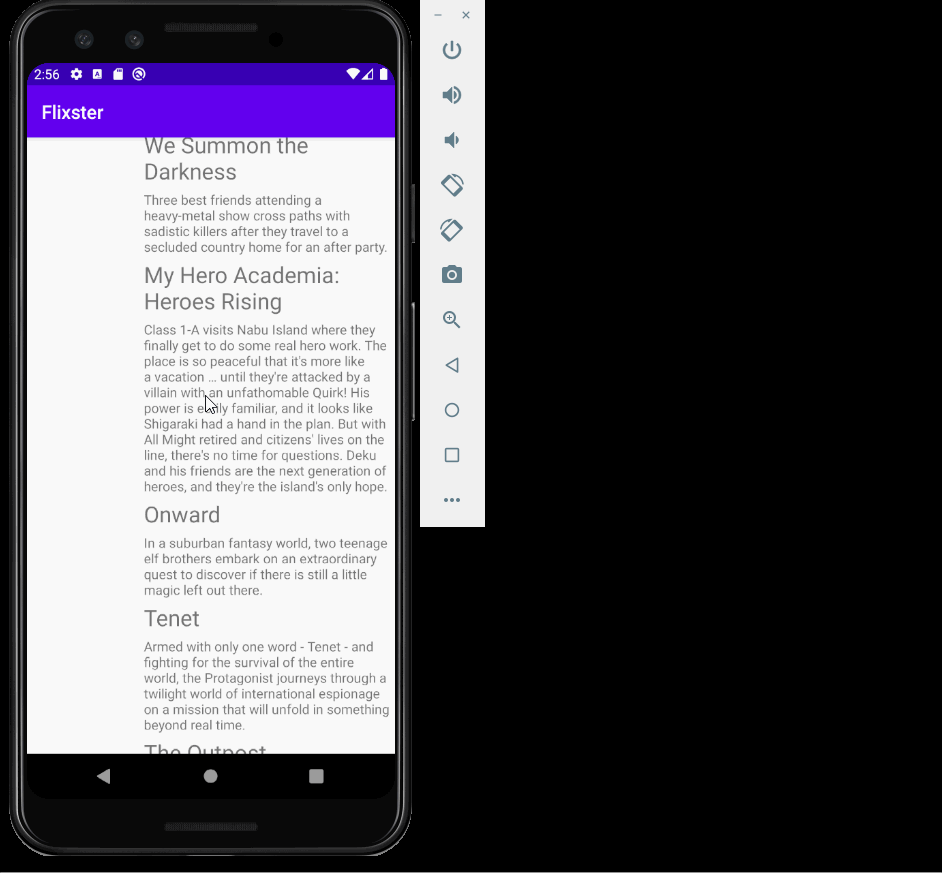 2:56
Flixster
We Summon the
Darkness
Three best friends attending a
heavy-metal show cross paths with
sadistic killers after they travel to a
secluded country home for an after party.
My Hero Academia:
Heroes Rising
Class 1-A visits Nabu Island where they
finally get to do some real hero work. The
place is so peaceful that it's more like
a vacation … until they're attacked by a
villain with an unfathomable Quirk! His
power is eerily familiar, and it looks like
Shigaraki had a hand in the plan. But with
All Might retired and citizens' lives on the
line, there's no time for questions. Deku
and his friends are the next generation of
heroes, and they're the island's only hope.
Onward
In a suburban fantasy world, two teenage
elf brothers embark on an extraordinary
quest to discover if there is still a little
magic left out there.
Tenet
Armed with only one word - Tenet - and
fighting for the survival of the entire
world, the Protagonist journeys through a
twilight world of international espionage
on a mission that will unfold in something
beyond real time.
The Outpost